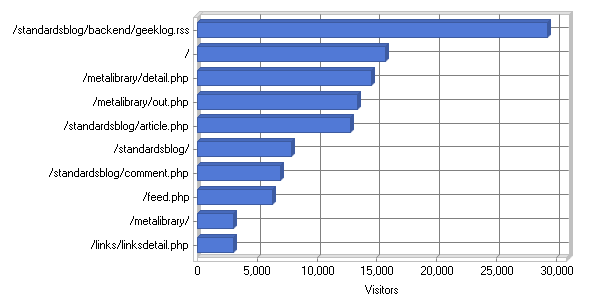 /standardsblog/backend/geeklog.rss
/
/metalibrary/detail.php
/metalibrary/out.php
/standardsblog/article.php
/standardsblog/
/standardsblog/comment.php
/feed.php
/metalibrary/
/links/linksdetail.php
0 5,000 10,000 15,000 20,000 25,000 30,000
Visitors